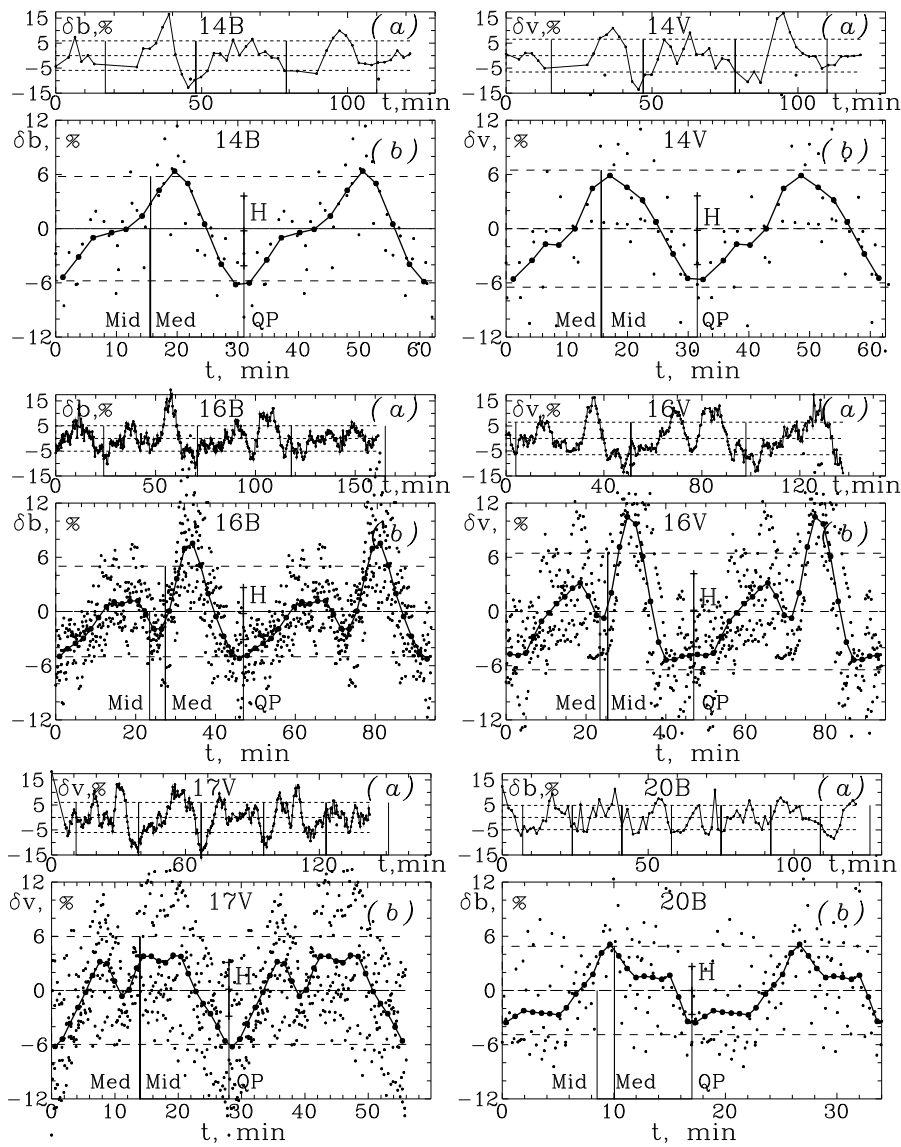 δb,% 14B (a)
15
5
−5
−15
0 50 100 t,min
δv,% 14V (a)
15
5
−5
−15
0 50 100 t,min
12
δb, % 14B (b)
6
0
−6
−12
H
Mid Med QP
0 10 20 30 40 50 60
t, min
12
δv, % 14V (b)
6
0
−6
−12
H
Med Mid QP
0 10 20 30 40 50 60
t, min
δb,% 16B (a)
15
5
−5
−15
0 50 100 150 t,min
δv,% 16V (a)
15
5
−5
−15
0 40 80 120 t,min
12
δb, % 16B (b)
6
0
−6
−12
H
Mid Med QP
0 20 40 60 80
t, min
12
δv, % 16V (b)
6
0
−6
−12
H
Med Mid QP
0 20 40 60 80
t, min
δv,% 17V (a)
15
5
−5
−15
0 60 120 t,min
δb,% 20B (a)
15
5
−5
−15
0 50 100 t,min
12
δv, % 17V (b)
6
0
−6
−12
H
Med Mid QP
0 10 20 30 40 50
t, min
12
δb, % 20B (b)
6
0
−6
−12
H
Mid Med QP
0 10 20 30
t, min